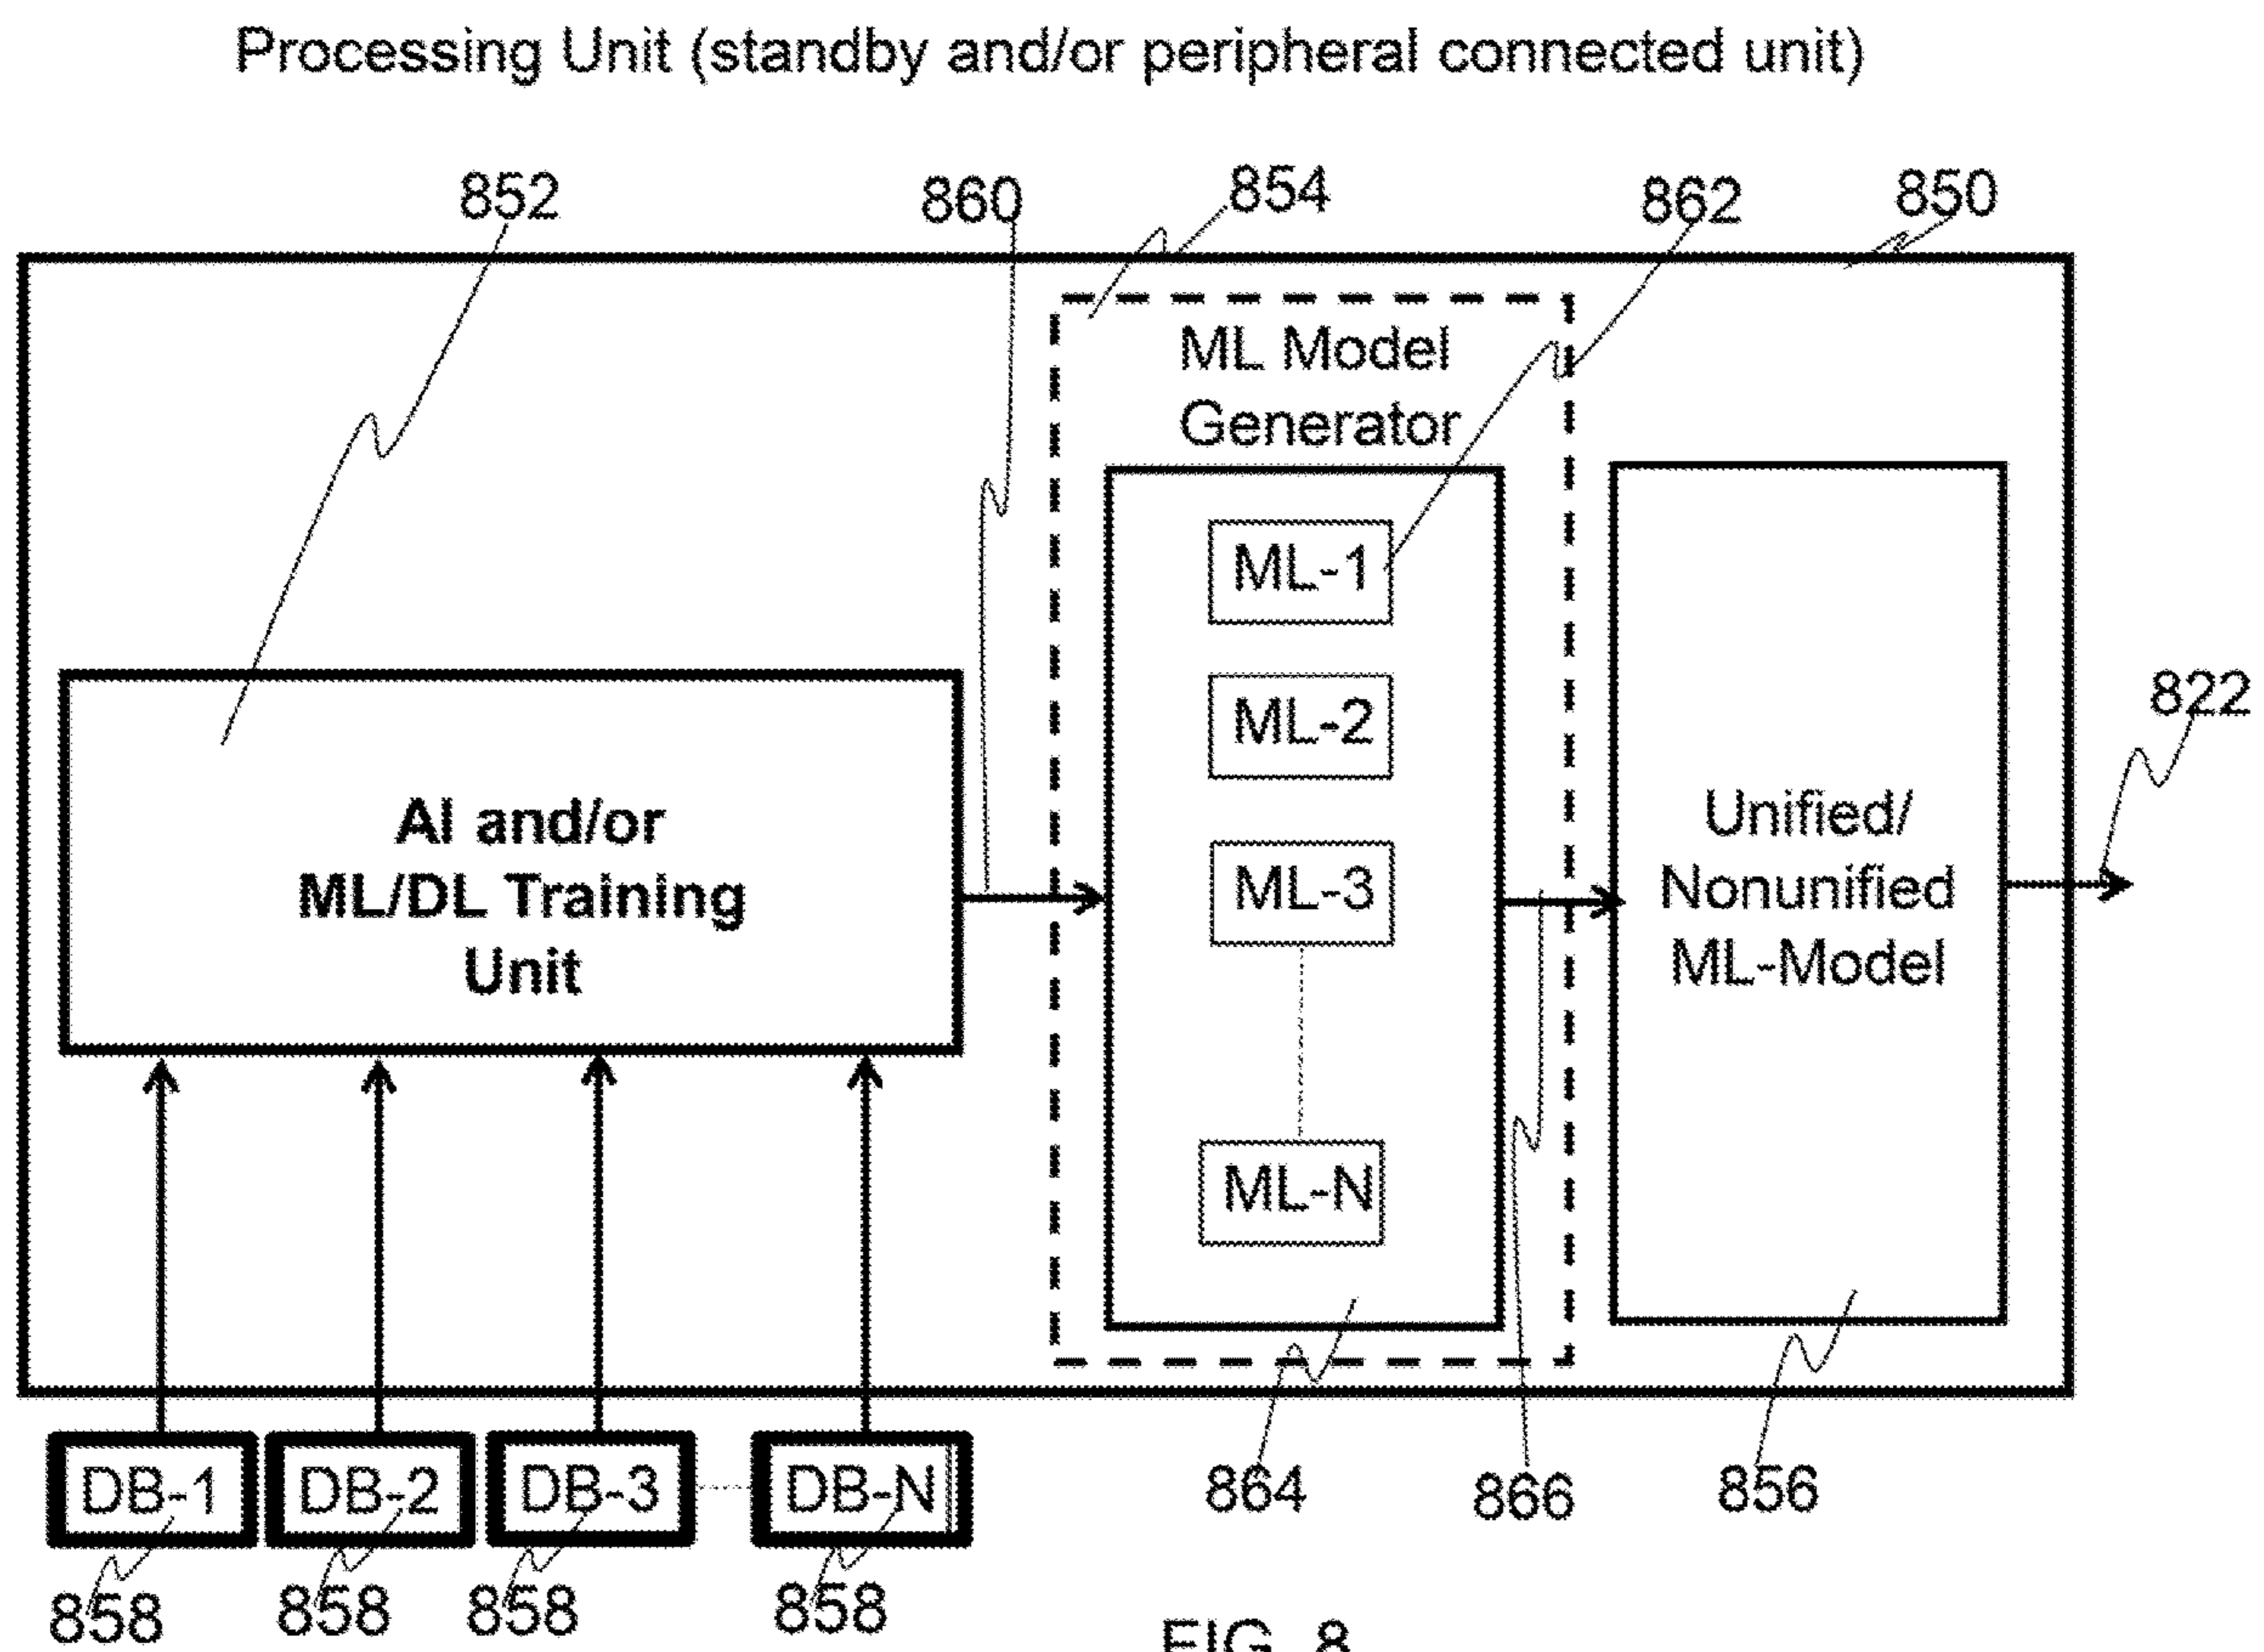 Processing Unit (standby and/or peripheral connected unit)
852
860
854
862
850
ML Model
Generator
ML-1
ML-2
ML-3
ML-N
AI and/or
ML/DL Training
Unit
Unified/
Nonunified
ML-Model
822
DB-1
DB-2
DB-3
DB-N
864
866
856
858
858
858
858
FIG. 8